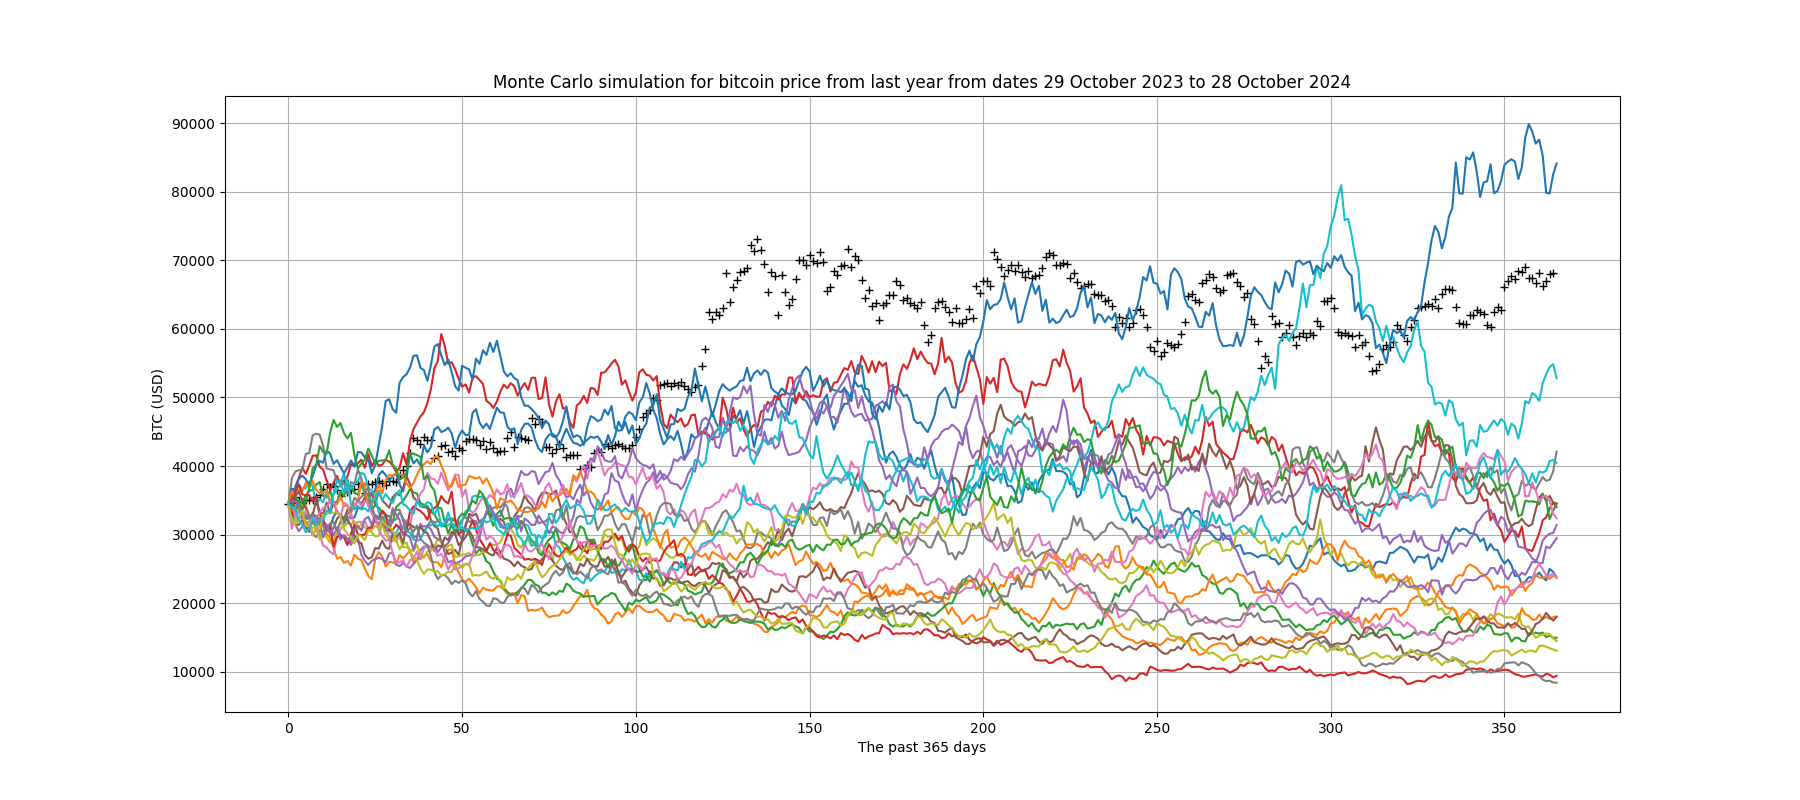 Monte Carlo simulation for bitcoin price from last year from dates 29 October 2023 to 28 October 2024
90000
80000
70000
60000
50000
40000
30000
20000
10000
BTC (USD)
0 50 100 150 200 250 300 350
The past 365 days